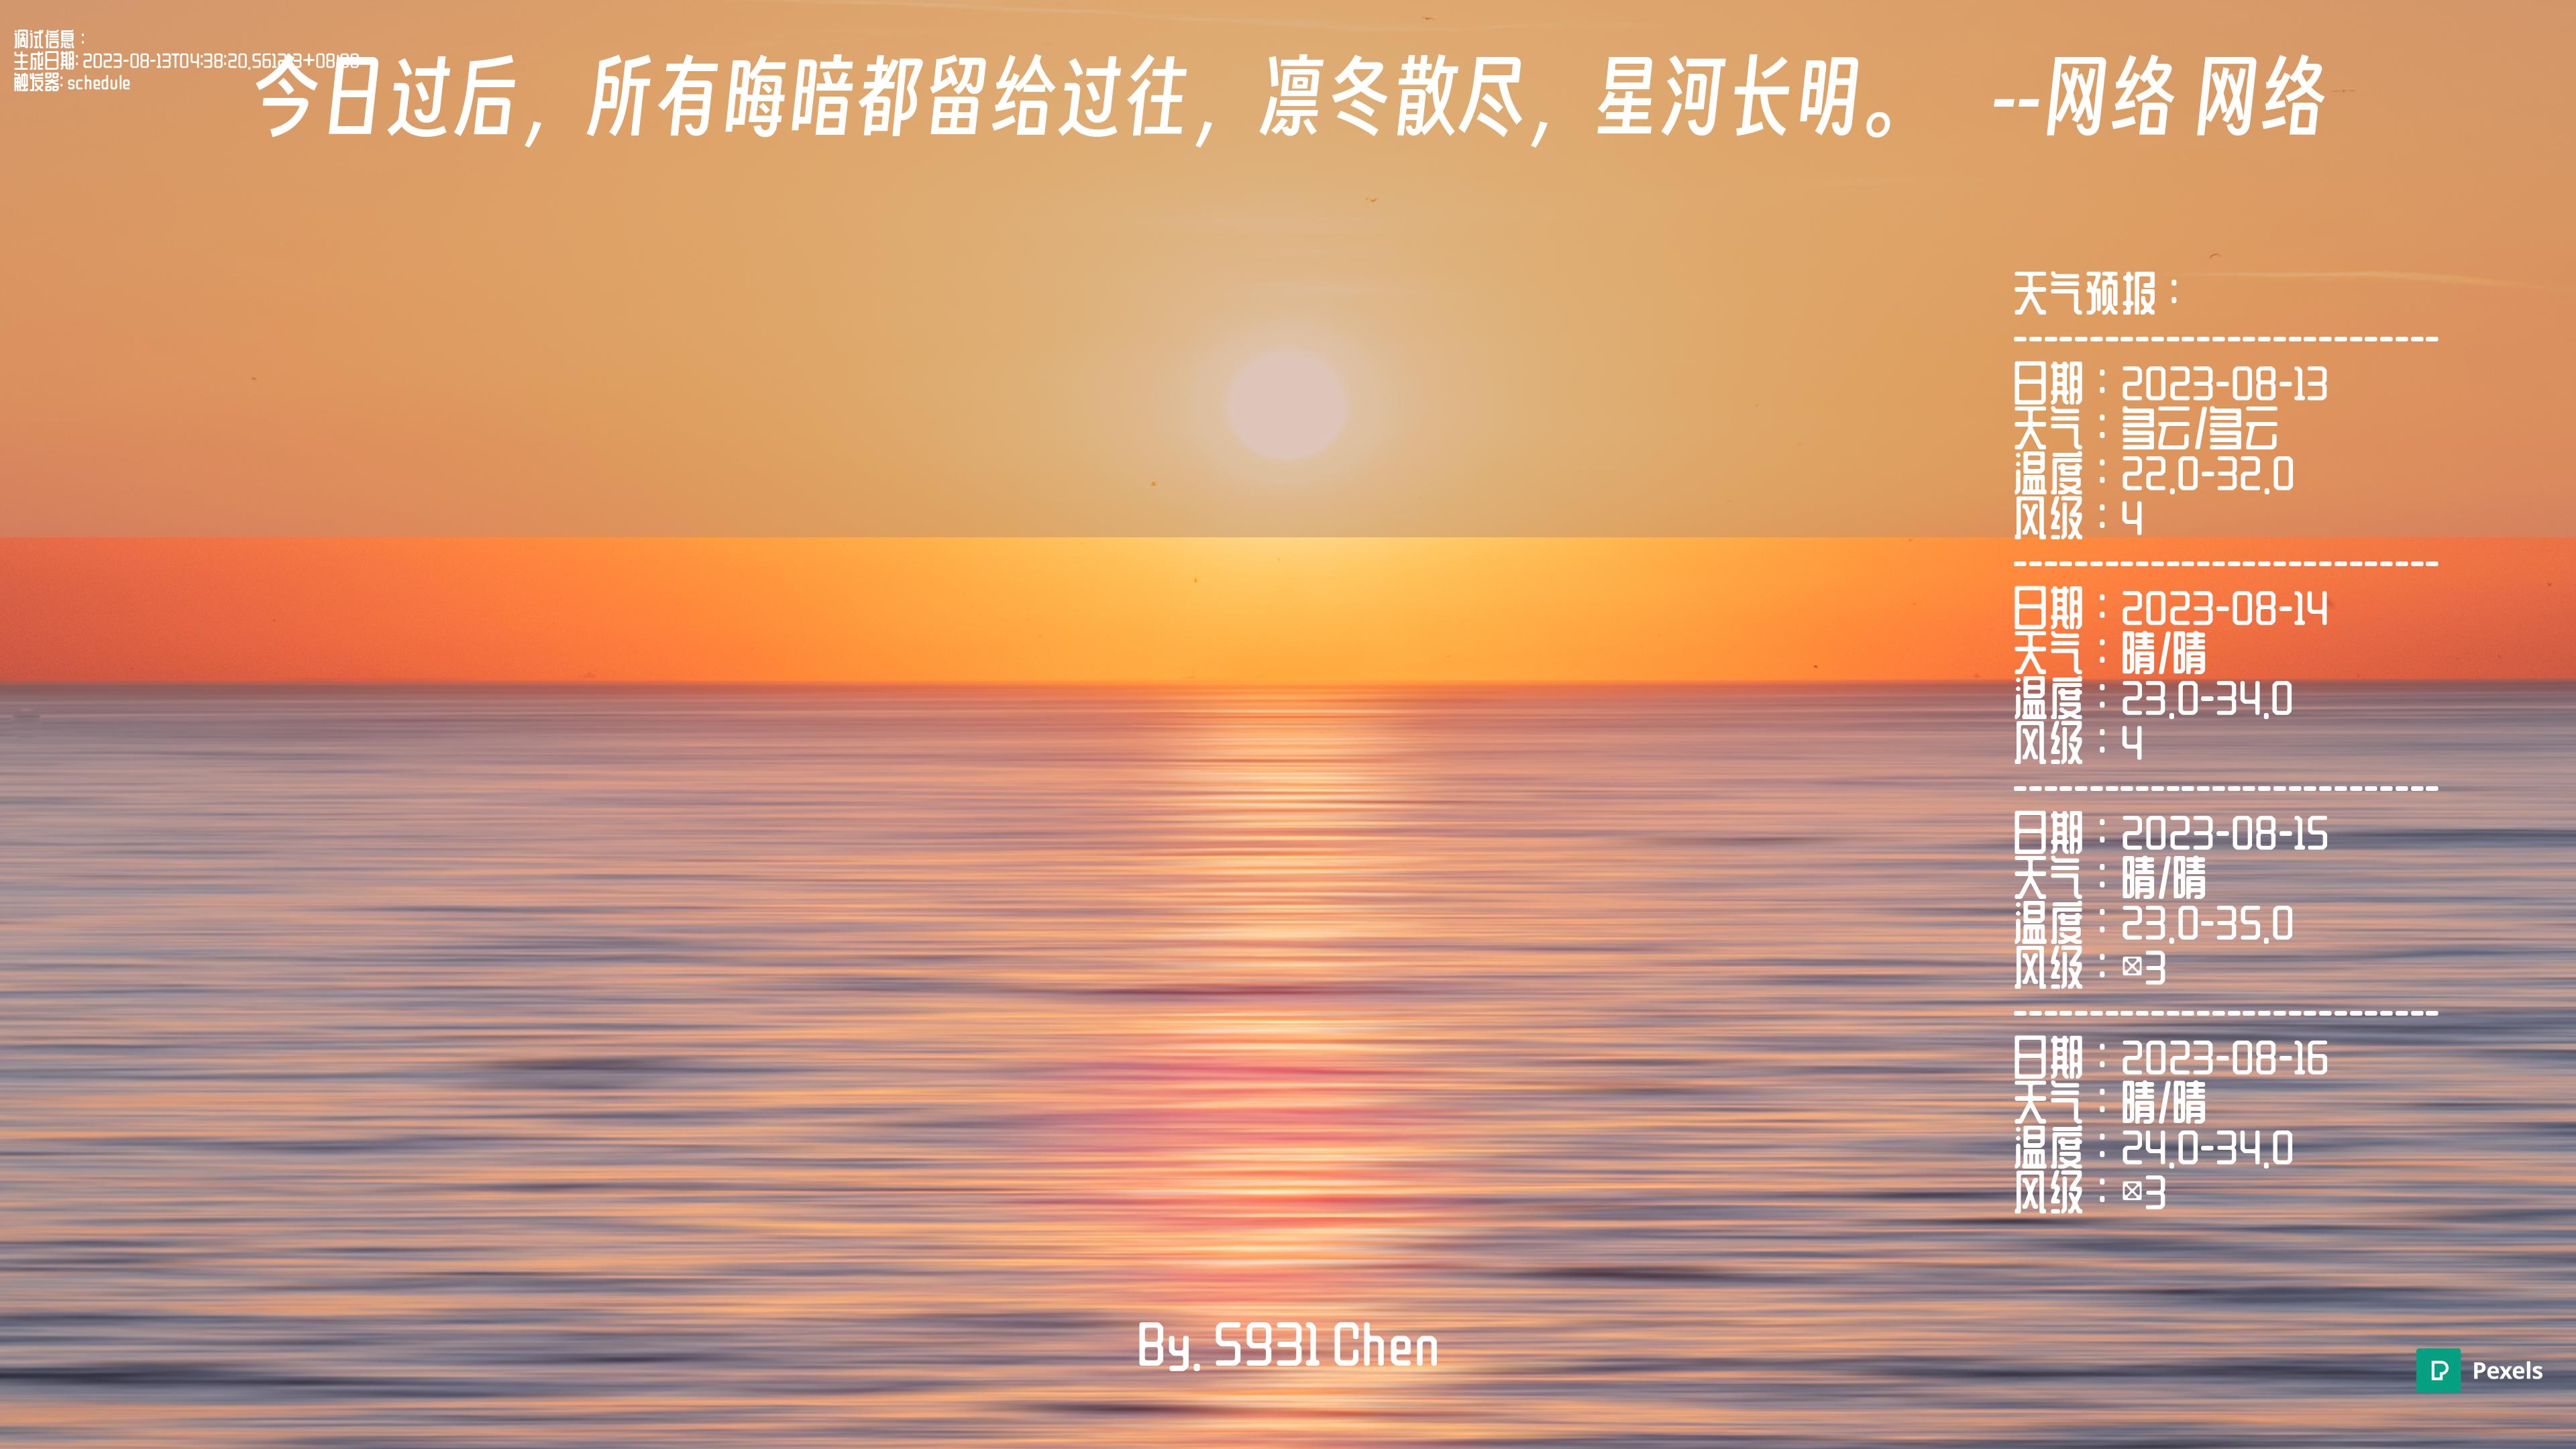 调试信息：
生成日期: 2023-08-13T04:38:20.561
触发器: schedule
今日过后，所有晦暗都留给过往，凛冬散尽，星河长明。 --网络 网络
天气预报：
----------------------------
日期：2023-08-13
天气：多云/多云
温度：22.0-32.0
风级：4
----------------------------
日期：2023-08-14
天气：晴/晴
温度：23.0-34.0
风级：4
----------------------------
日期：2023-08-15
天气：晴/晴
温度：23.0-35.0
风级：☒3
----------------------------
日期：2023-08-16
天气：晴/晴
温度：24.0-34.0
风级：☒3
By. 5931 Chen
Pexels